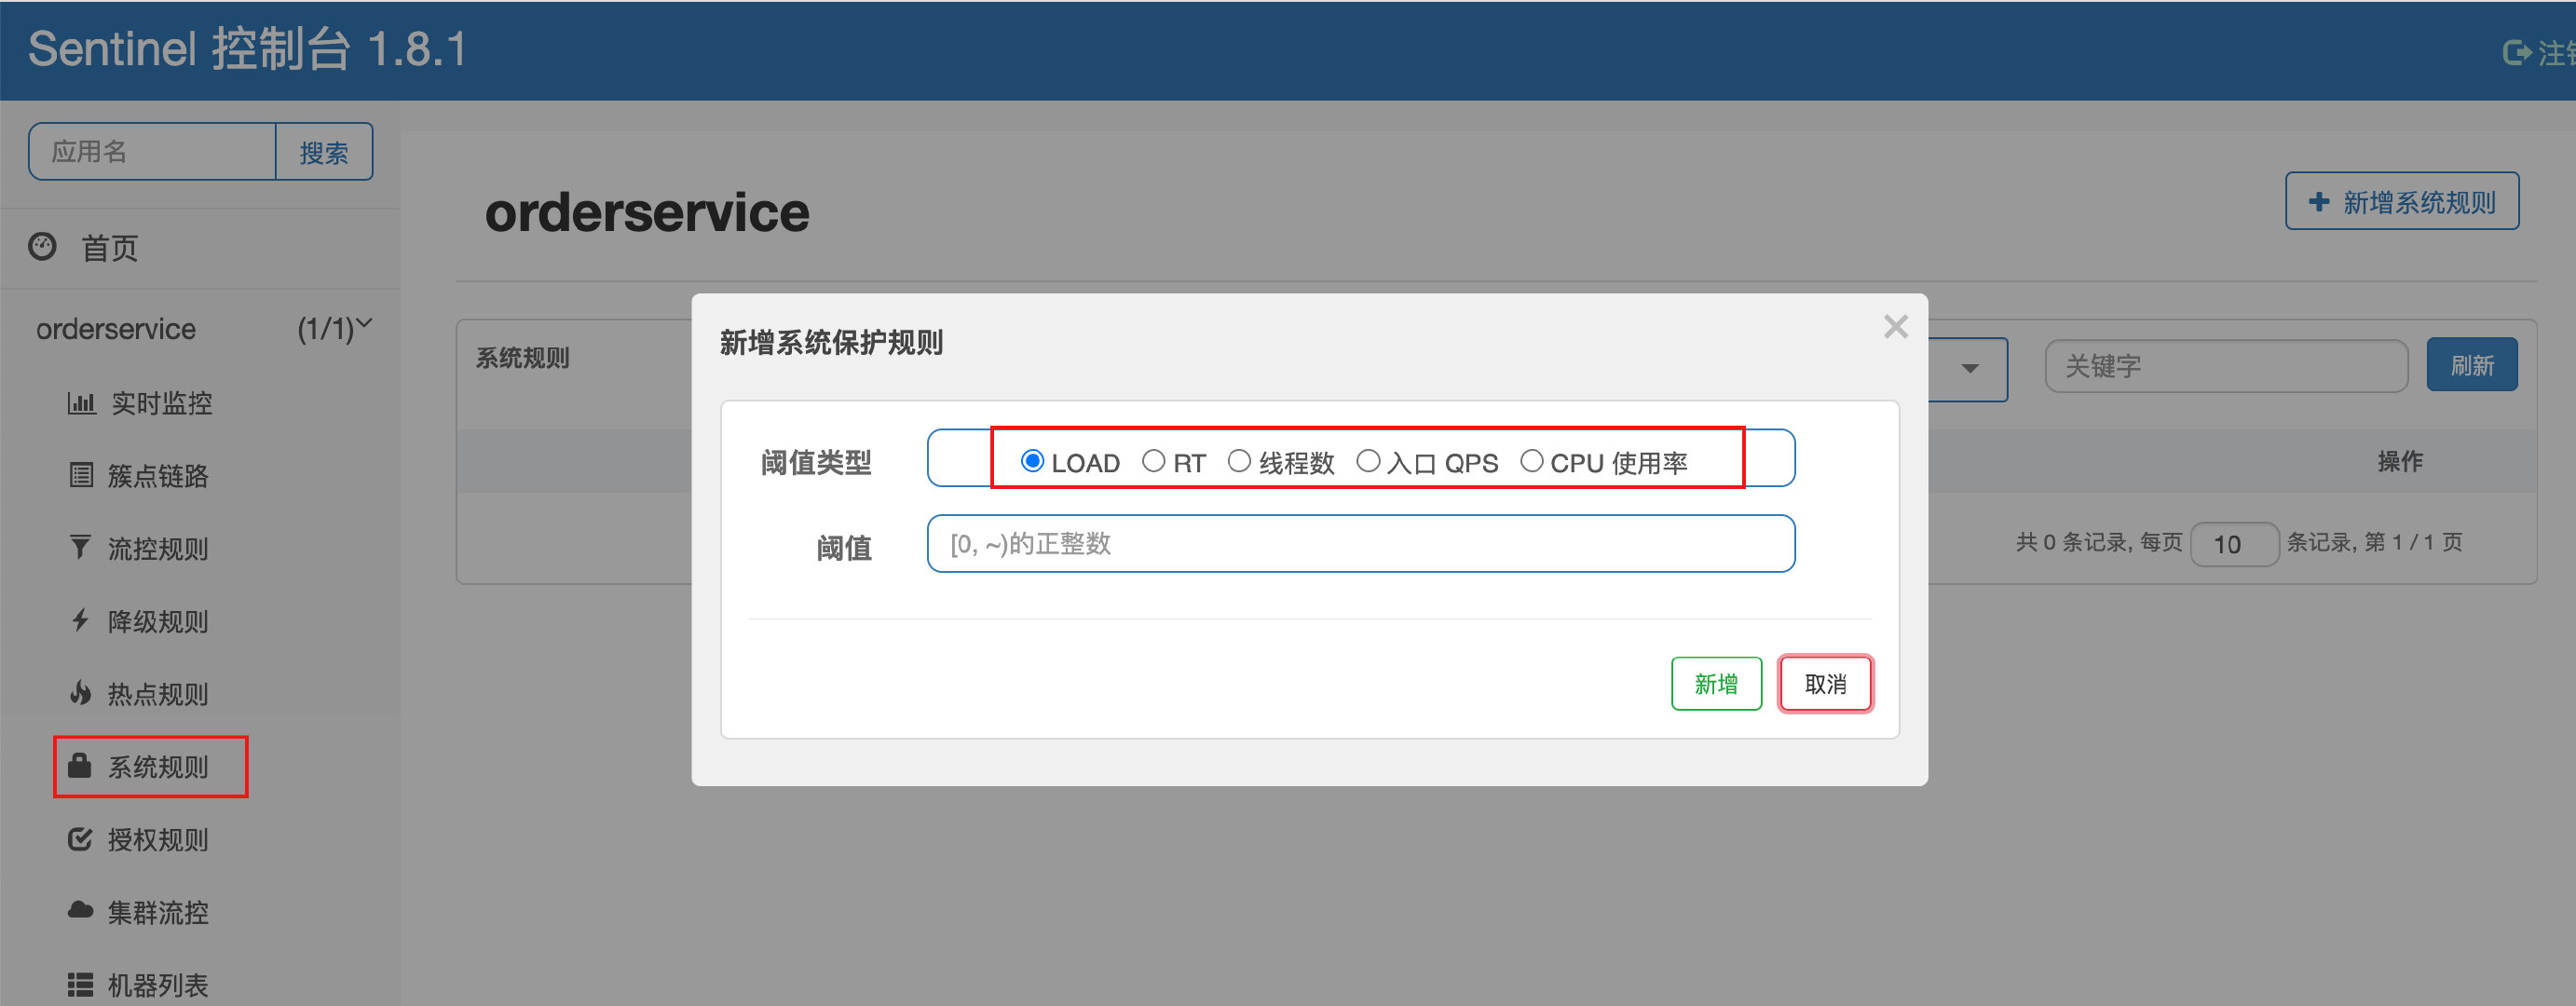 Sentinel 控制台 1.8.1
注
应用名
搜索
首页
orderservice (1/1)
实时监控
簇点链路
流控规则
降级规则
热点规则
系统规则
授权规则
集群流控
机器列表
orderservice
新增系统规则
系统规则
关键字
刷新
操作
共 0 条记录, 每页 10 条记录, 第 1 / 1 页
新增系统保护规则
×
阈值类型
LOAD RT 线程数 入口 QPS CPU 使用率
阈值
[0, ~)的正整数
新增
取消